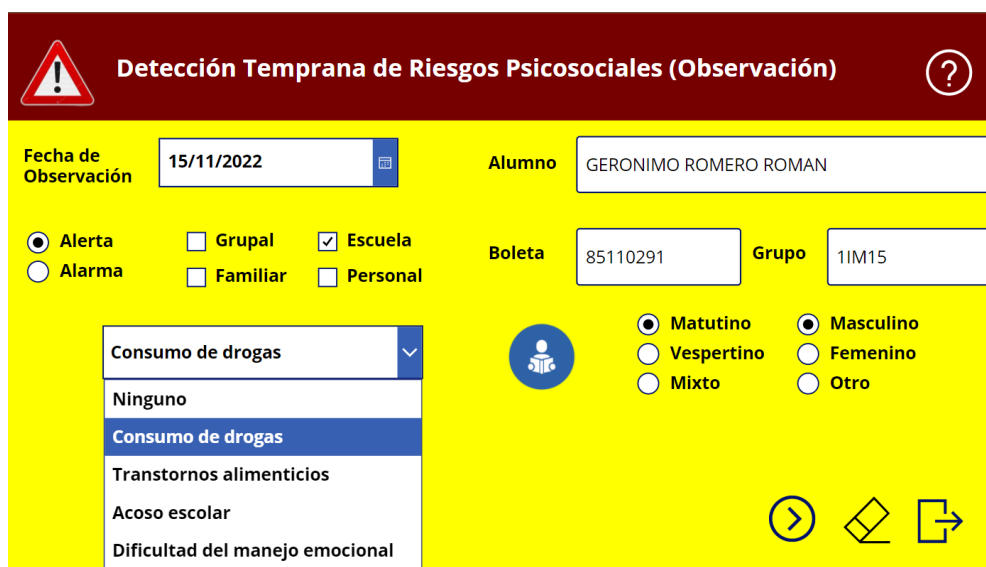 Detección Temprana de Riesgos Psicosociales (Observación)
Fecha de
Observación
15/11/2022
Alumno
GERONIMO ROMERO ROMAN
Alerta
Grupal
Escuela
Alarma
Familiar
Personal
Boleta
85110291
Grupo
1IM15
Matutino
Masculino
Vespertino
Femenino
Mixto
Otro
Consumo de drogas
Ninguno
Consumo de drogas
Transtornos alimenticios
Acoso escolar
Dificultad del manejo emocional